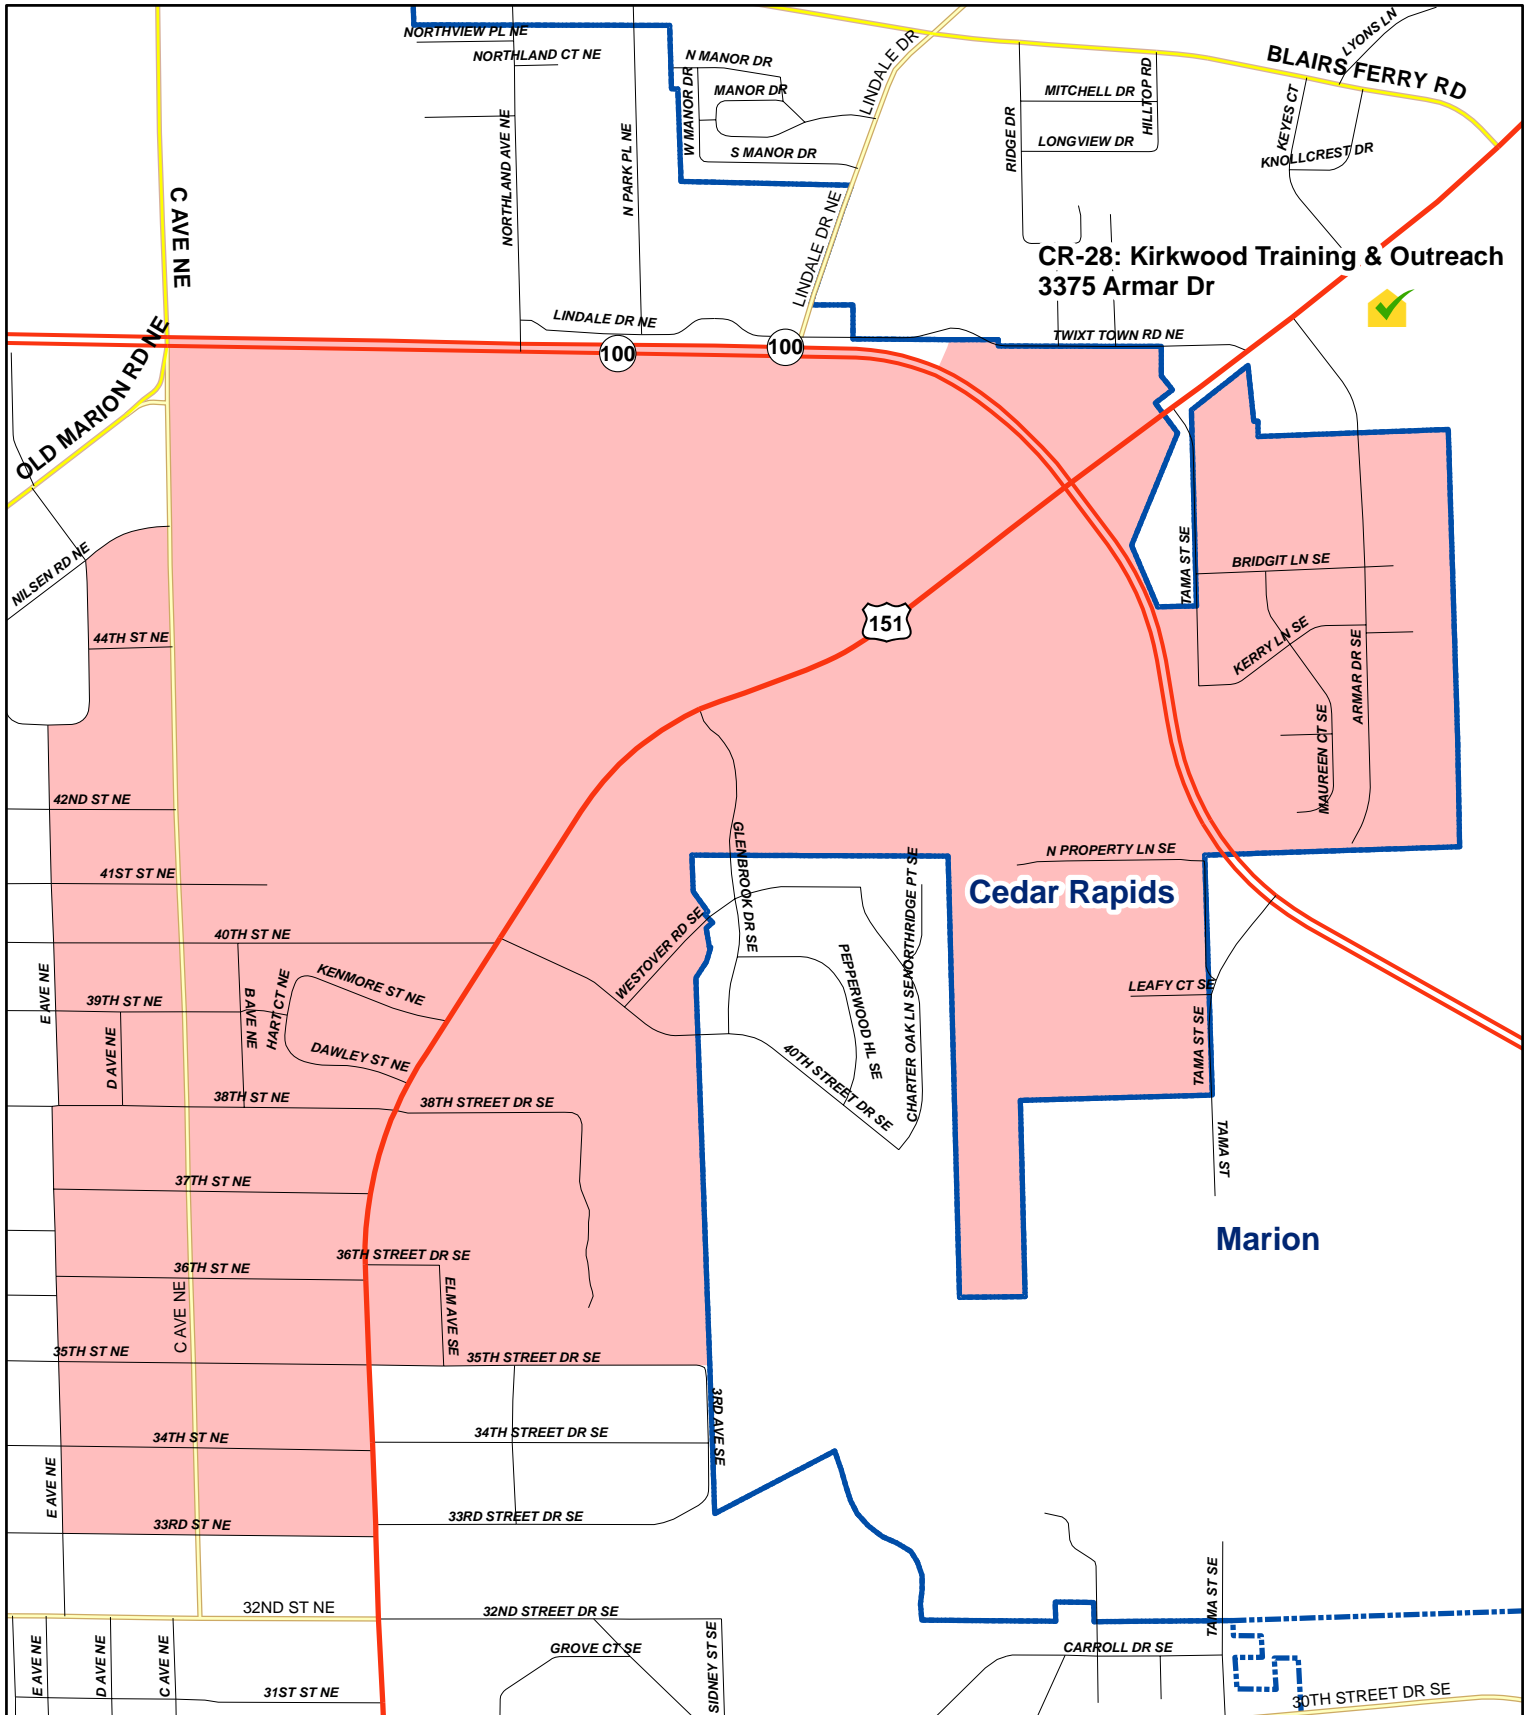 NORTHVIEW PL NE
NORTHLAND CT NE
N MANOR DR
MANOR DR
W MANOR DR
S MANOR DR
LINDALE DR
LYONS LN
BLAIRS FERRY RD
MITCHELL DR
HILLTOP RD
LONGVIEW DR
RIDGE DR
KEYES CT
KNOLLCREST DR
NORTHLAND AVE NE
N PARK PL NE
C AVE NE
LINDALE DR NE
CR-28: Kirkwood Training & Outreach
3375 Armar Dr
LINDALE DR NE
TWIXT TOWN RD NE
100
100
OLD MARION RD NE
NILSEN RD NE
TAMA ST SE
BRIDGIT LN SE
151
44TH ST NE
KERRY LN SE
ARMAR DR SE
MAUREEN CT SE
42ND ST NE
GLENBROOK DR SE
N PROPERTY LN SE
41ST ST NE
Cedar Rapids
NORTHRIDGE PT SE
40TH ST NE
WESTOVER RD SE
PEPPERWOOD HL SE
CHARTER OAK LN SE
KENMORE ST NE
HART CT NE
B AVE NE
E AVE NE
39TH ST NE
LEAFY CT SE
D AVE NE
DAWLEY ST NE
TAMA ST SE
40TH STREET DR SE
38TH ST NE
38TH STREET DR SE
TAMA ST
37TH ST NE
Marion
36TH STREET DR SE
36TH ST NE
ELM AVE SE
C AVE NE
35TH ST NE
35TH STREET DR SE
3RD AVE SE
34TH ST NE
34TH STREET DR SE
E AVE NE
33RD ST NE
33RD STREET DR SE
TAMA ST SE
32ND ST NE
32ND STREET DR SE
GROVE CT SE
SIDNEY ST SE
CARROLL DR SE
E AVE NE
D AVE NE
C AVE NE
31ST ST NE
30TH STREET DR SE